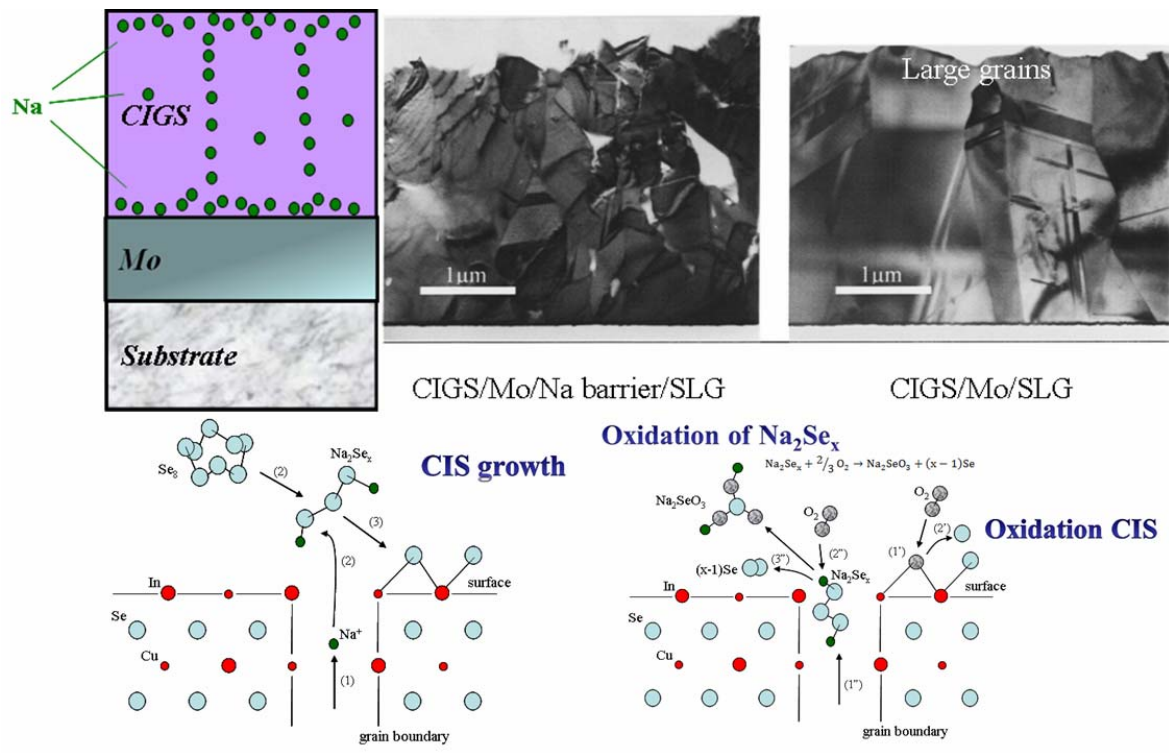 Na
CIGS
Mo
Substrate
1μm
Large grains
1μm
CIGS/Mo/Na barrier/SLG
CIGS/Mo/SLG
Se₈
(2)
Na₂Seₓ
CIS growth
(3)
(2)
In
surface
Se
Na⁺
Cu
(1)
grain boundary
Oxidation of Na₂Seₓ
Na₂Seₓ + 2/3 O₂ → Na₂SeO₃ + (x − 1)Se
Na₂SeO₃
O₂
O₂
Oxidation CIS
(2")
(1')
(2')
(3")
(x-1)Se
Na₂Seₓ
In
surface
Se
Cu
(1")
grain boundary